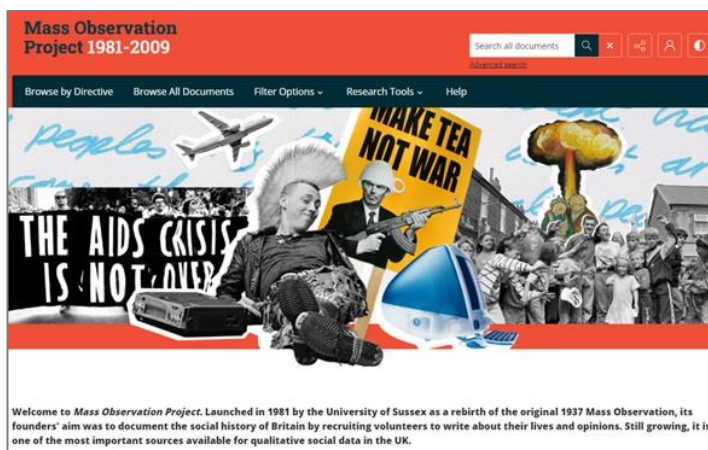 Mass Observation
Project 1981-2009
Search all documents
Advanced search
Browse by Directive
Browse All Documents
Filter Options
Research Tools
Help
peoples
MAKE TEA
NOT WAR
THE AIDS CRISIS
IS NOT OVER
Welcome to Mass Observation Project. Launched in 1981 by the University of Sussex as a rebirth of the original 1937 Mass Observation, its
founders' aim was to document the social history of Britain by recruiting volunteers to write about their lives and opinions. Still growing, it is
one of the most important sources available for qualitative social data in the UK.